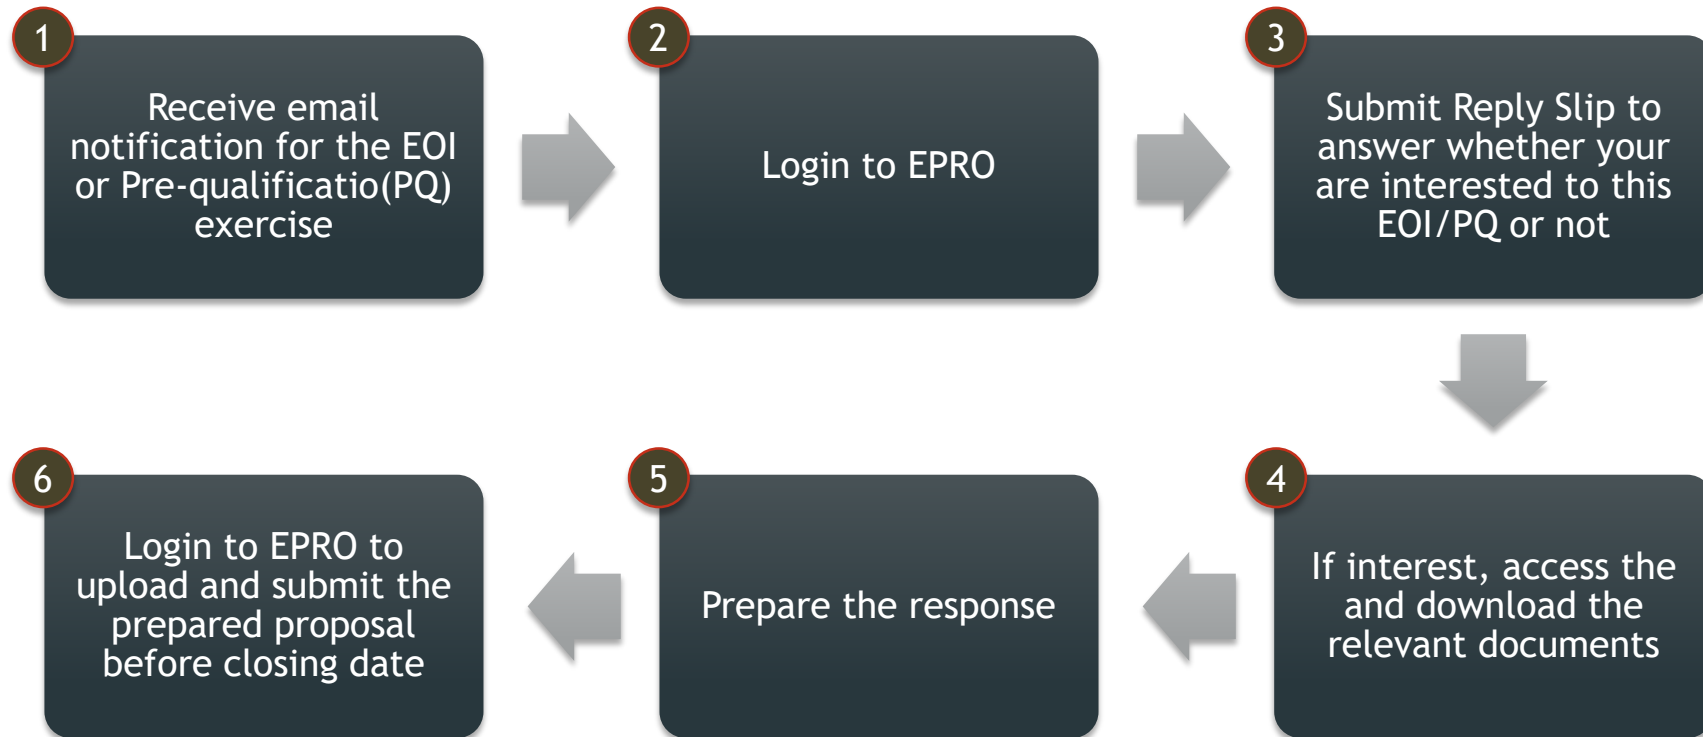 1
Receive email
notification for the EOI
or Pre-qualificatio(PQ)
exercise
2
Login to EPRO
3
Submit Reply Slip to
answer whether your
are interested to this
EOI/PQ or not
4
If interest, access the
and download the
relevant documents
5
Prepare the response
6
Login to EPRO to
upload and submit the
prepared proposal
before closing date